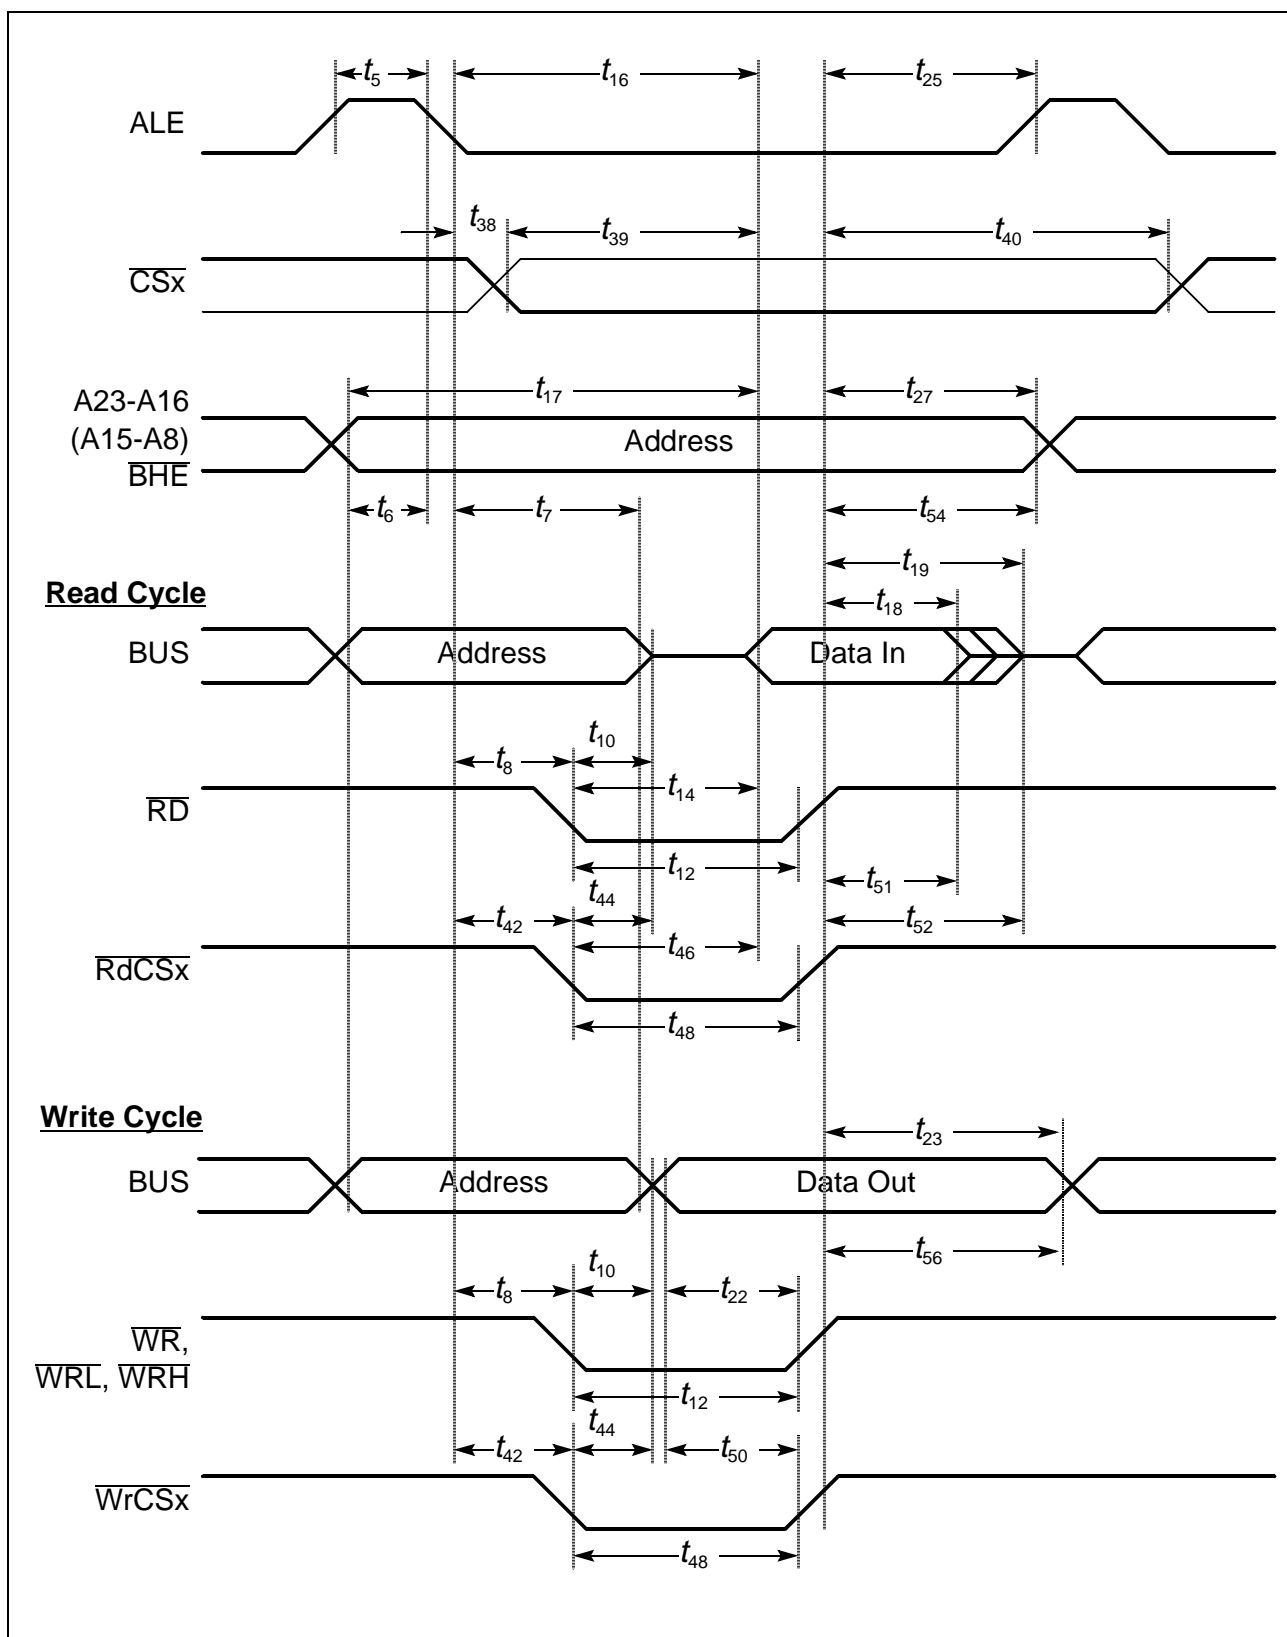 t5 t16 t25
ALE
t38 t39 t40
CSx
t17 t27
A23-A16
(A15-A8) Address
BHE
t6 t7 t54
t19
Read Cycle
t18
BUS Address Data In
t10
t8
t14
RD
t12
t51
t44
t42 t52
t46
RdCSx
t48
Write Cycle
t23
BUS Address Data Out
t56
t10
t8 t22
WR,
WRL, WRH
t12
t44
t42 t50
WrCSx
t48